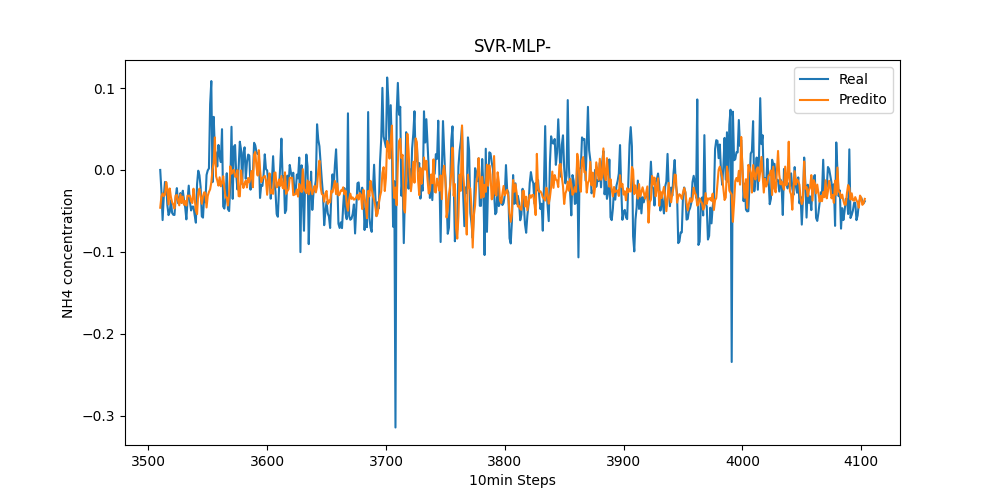 SVR-MLP-
Real
Predito
NH4 concentration
0.1
0.0
−0.1
−0.2
−0.3
3500 3600 3700 3800 3900 4000 4100
10min Steps